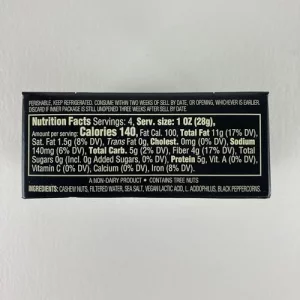 PERISHABLE, KEEP REFRIGERATED. CONSUME WITHIN TWO WEEKS OF SELL BY DATE, OR OPENING, WHICHEVER IS EARLIER.
DISCARD IF INNER PACKAGE IS STILL UNOPENED THREE WEEKS AFTER SELL BY DATE.
Nutrition Facts Servings: 4, Serv. size: 1 OZ (28g),
Amount per serving: Calories 140, Fat Cal. 100, Total Fat 11g (17% DV),
Sat. Fat 1.5g (8% DV), Trans Fat 0g, Cholest. 0mg (0% DV), Sodium
140mg (6% DV), Total Carb. 5g (2% DV), Fiber 4g (17% DV), Total
Sugars 0g (Incl. 0g Added Sugars, 0% DV), Protein 5g, Vit. A (0% DV),
Vitamin C (0% DV), Calcium (0% DV), Iron (8% DV).
A NON-DAIRY PRODUCT • CONTAINS TREE NUTS
INGREDIENTS: CASHEW NUTS, FILTERED WATER, SEA SALT, VEGAN LACTIC ACID, L. ACIDOPHILUS, BLACK PEPPERCORNS.